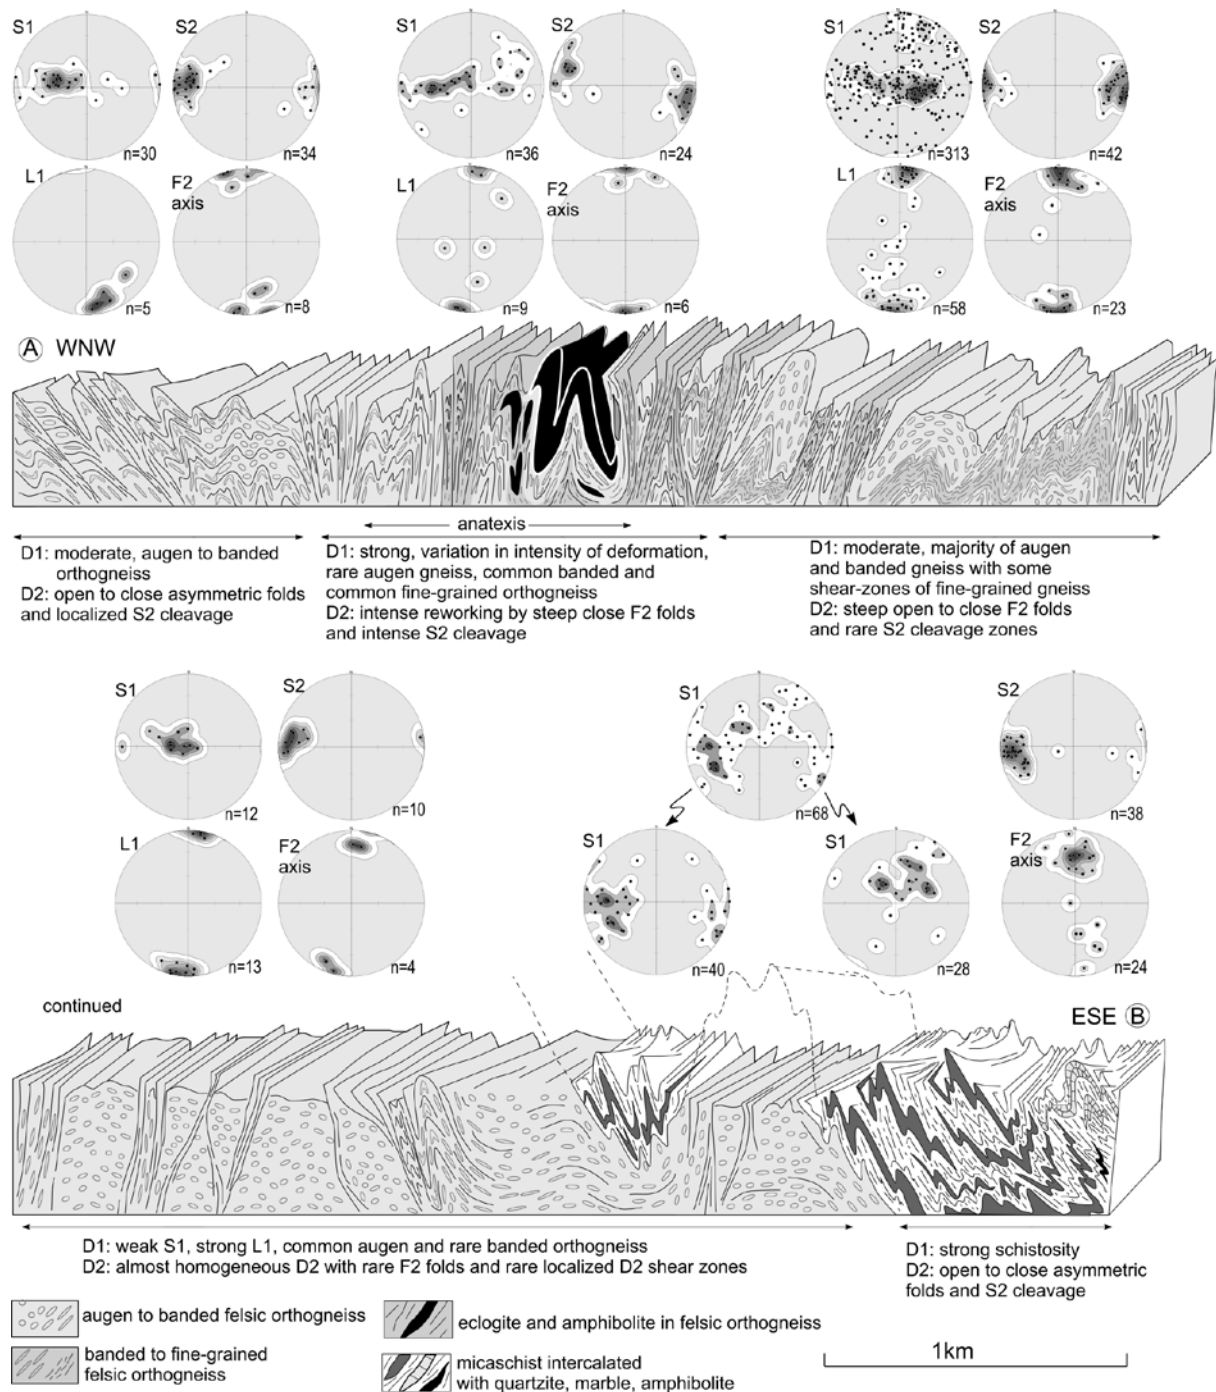 S1
S2
S1
S2
S1
S2
n=30
n=34
n=36
n=24
n=313
n=42
L1
F2
axis
L1
F2
axis
L1
F2
axis
n=5
n=8
n=9
n=6
n=58
n=23
A WNW
anatexis
D1: moderate, augen to banded
orthogneiss
D2: open to close asymmetric folds
and localized S2 cleavage
D1: strong, variation in intensity of deformation,
rare augen gneiss, common banded and
common fine-grained orthogneiss
D2: intense reworking by steep close F2 folds
and intense S2 cleavage
D1: moderate, majority of augen
and banded gneiss with some
shear-zones of fine-grained gneiss
D2: steep open to close F2 folds
and rare S2 cleavage zones
S1
S2
S1
S2
n=12
n=10
n=68
n=38
L1
F2
axis
S1
S1
F2
axis
n=13
n=4
n=40
n=28
n=24
continued
ESE B
D1: weak S1, strong L1, common augen and rare banded orthogneiss
D2: almost homogeneous D2 with rare F2 folds and rare localized D2 shear zones
D1: strong schistosity
D2: open to close asymmetric
folds and S2 cleavage
augen to banded felsic orthogneiss
banded to fine-grained
felsic orthogneiss
eclogite and amphibolite in felsic orthogneiss
micaschist intercalated
with quartzite, marble, amphibolite
1km